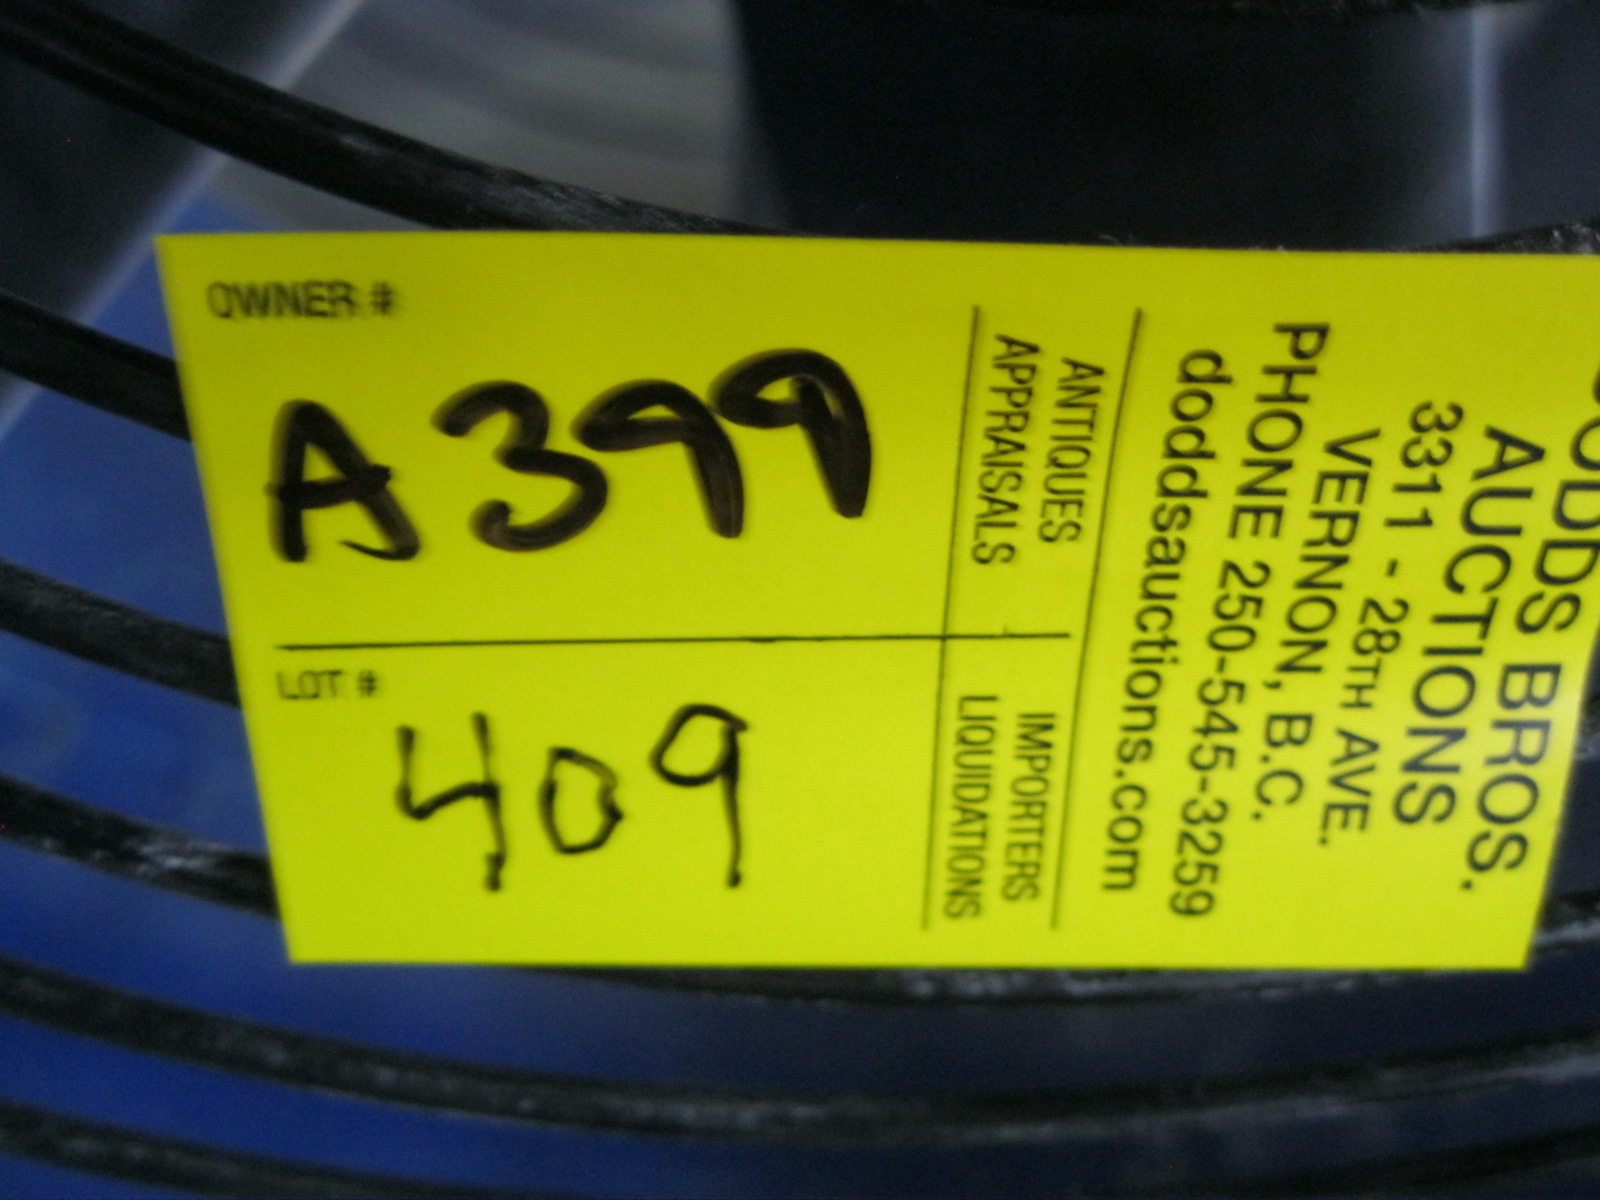 OWNER #
A399
LOT #
409
ANTIQUES
APPRAISALS
IMPORTERS
LIQUIDATIONS
DODDS BROS.
AUCTIONS
3311 - 28TH AVE.
VERNON, B.C.
PHONE 250-545-3259
doddsauctions.com